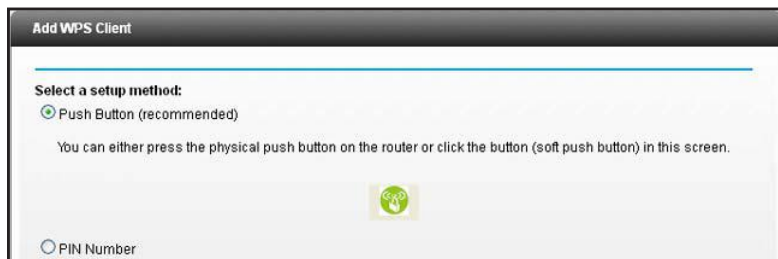 Add WPS Client
Select a setup method:
Push Button (recommended)
You can either press the physical push button on the router or click the button (soft push button) in this screen.
PIN Number